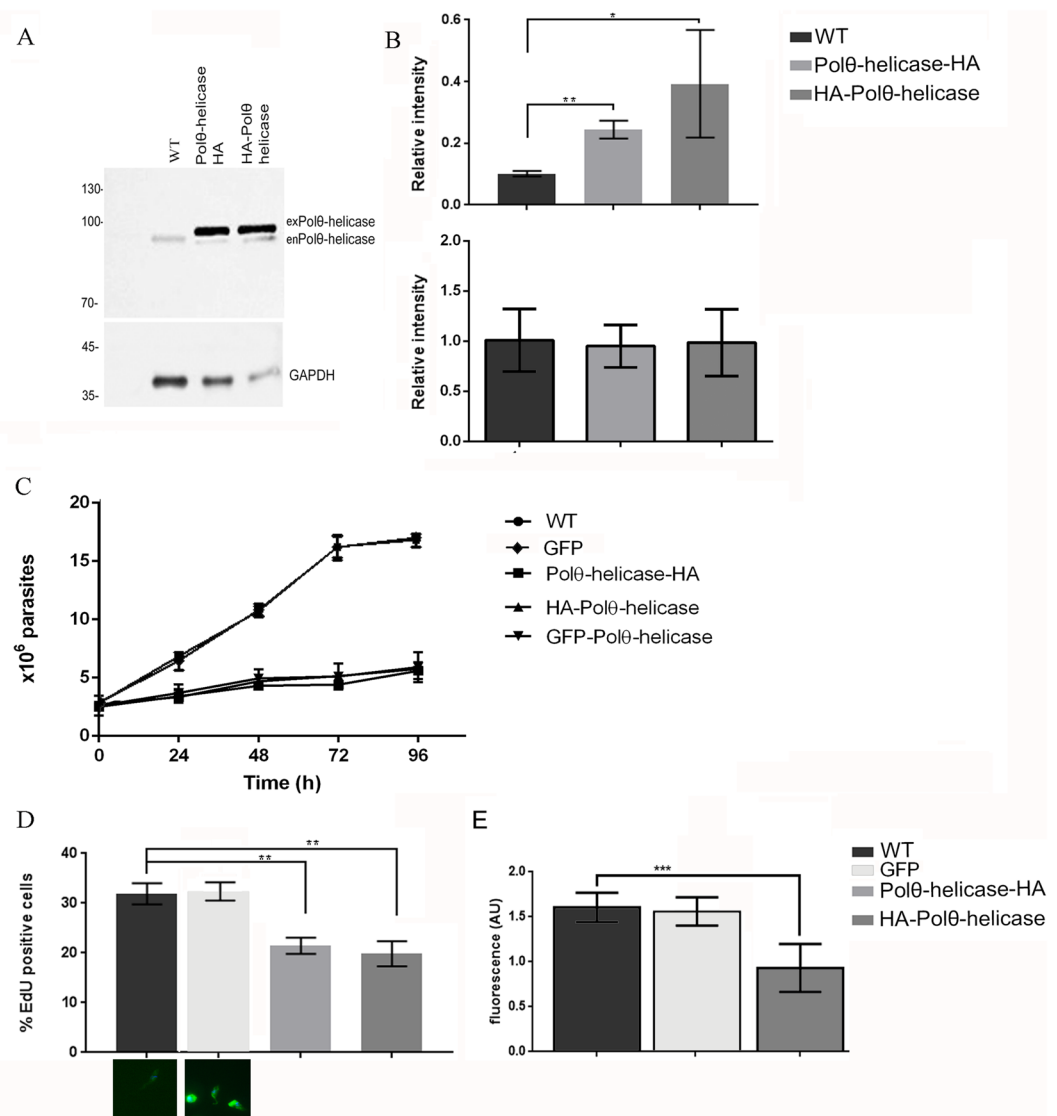 A
WT
Polθ-helicase
HA
HA-Polθ
helicase
130-
100-
70-
exPolθ-helicase
enPolθ-helicase
45-
35-
GAPDH
B
Relative intensity
0.6
0.4
0.2
0.0
*
**
WT
Polθ-helicase-HA
HA-Polθ-helicase
Relative intensity
2.0
1.5
1.0
0.5
0.0
C
x10⁶ parasites
20
15
10
5
0
0 24 48 72 96
Time (h)
WT
GFP
Polθ-helicase-HA
HA-Polθ-helicase
GFP-Polθ-helicase
D
% EdU positive cells
40
30
20
10
0
**
**
E
fluorescence (AU)
2.0
1.5
1.0
0.5
0.0
***
WT
GFP
Polθ-helicase-HA
HA-Polθ-helicase